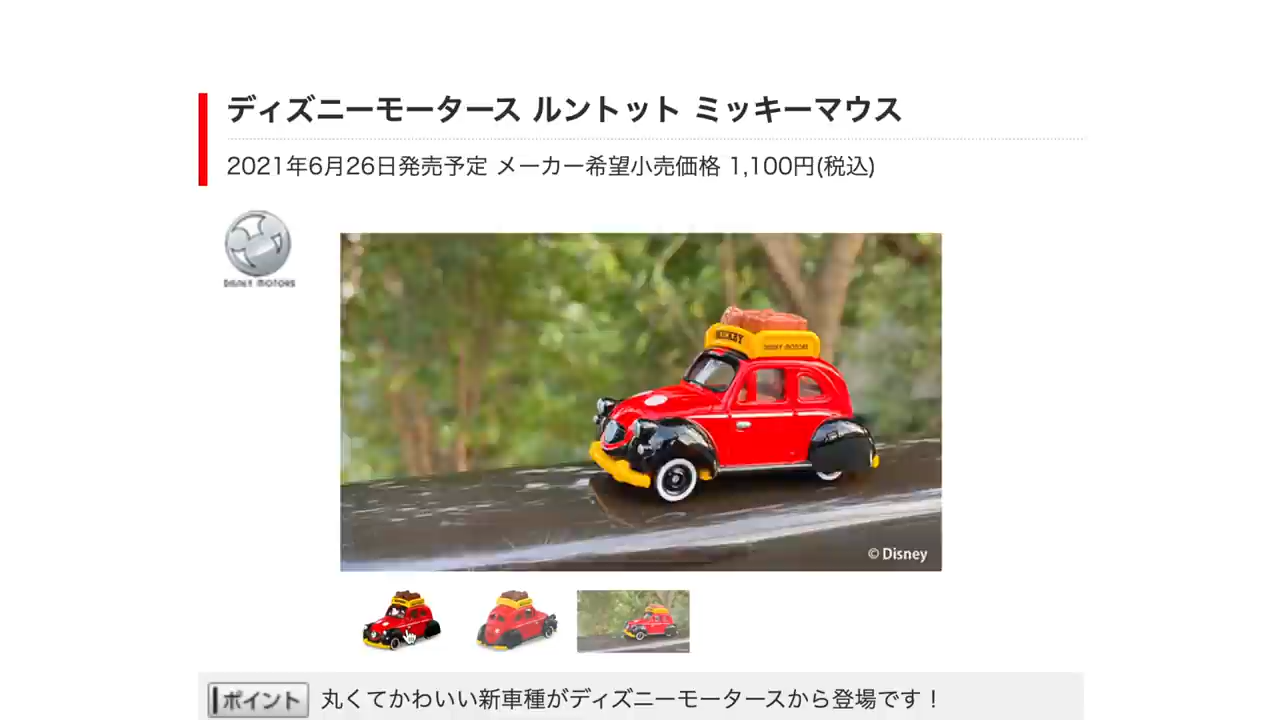 ディズニーモータース ルントット ミッキーマウス
2021年6月26日発売予定 メーカー希望小売価格 1,100円(税込)
DISNEY MOTORS
MICKEY
DISNEY MOTORS
© Disney
ポイント 丸くてかわいい新車種がディズニーモータースから登場です！